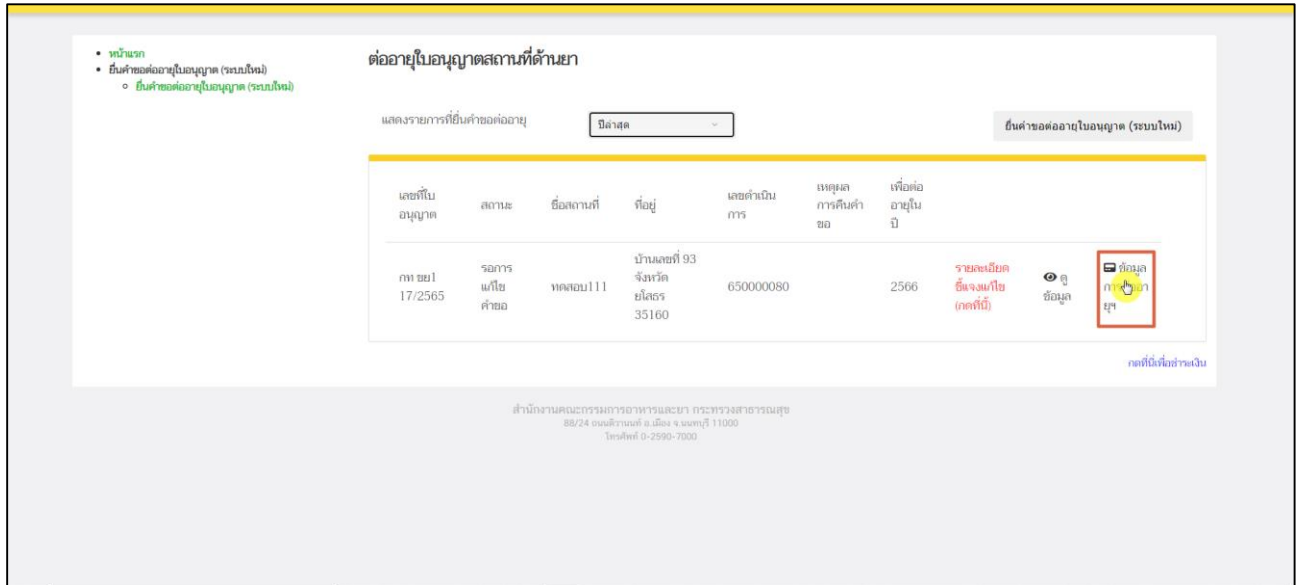 หน้าแรก
ยื่นคำขอต่ออายุใบอนุญาต (ระบบใหม่)
ยื่นคำขอต่ออายุใบอนุญาต (ระบบใหม่)
ต่ออายุใบอนุญาตสถานที่ด้านยา
แสดงรายการที่ยื่นคำขอต่ออายุ
ปีล่าสุด
ยื่นคำขอต่ออายุใบอนุญาต (ระบบใหม่)
เลขที่ใบ
อนุญาต
สถานะ
ชื่อสถานที่
ที่อยู่
เลขดำเนิน
การ
เหตุผล
การคืนคำ
ขอ
เพื่อต่อ
อายุใน
ปี
กท ขย1
17/2565
รอการ
แก้ไข
คำขอ
ทดสอบ111
บ้านเลขที่ 93
จังหวัด
ยโสธร
35160
650000080
2566
รายละเอียด
ชี้แจงแก้ไข
(กดที่นี้)
ดู
ข้อมูล
ข้อมูล
ยุฯ
กดที่นี่เพื่อชำระเงิน
สำนักงานคณะกรรมการอาหารและยา กระทรวงสาธารณสุข
88/24 ถนนติวานนท์ อ.เมือง จ.นนทบุรี 11000
โทรศัพท์ 0-2590-7000